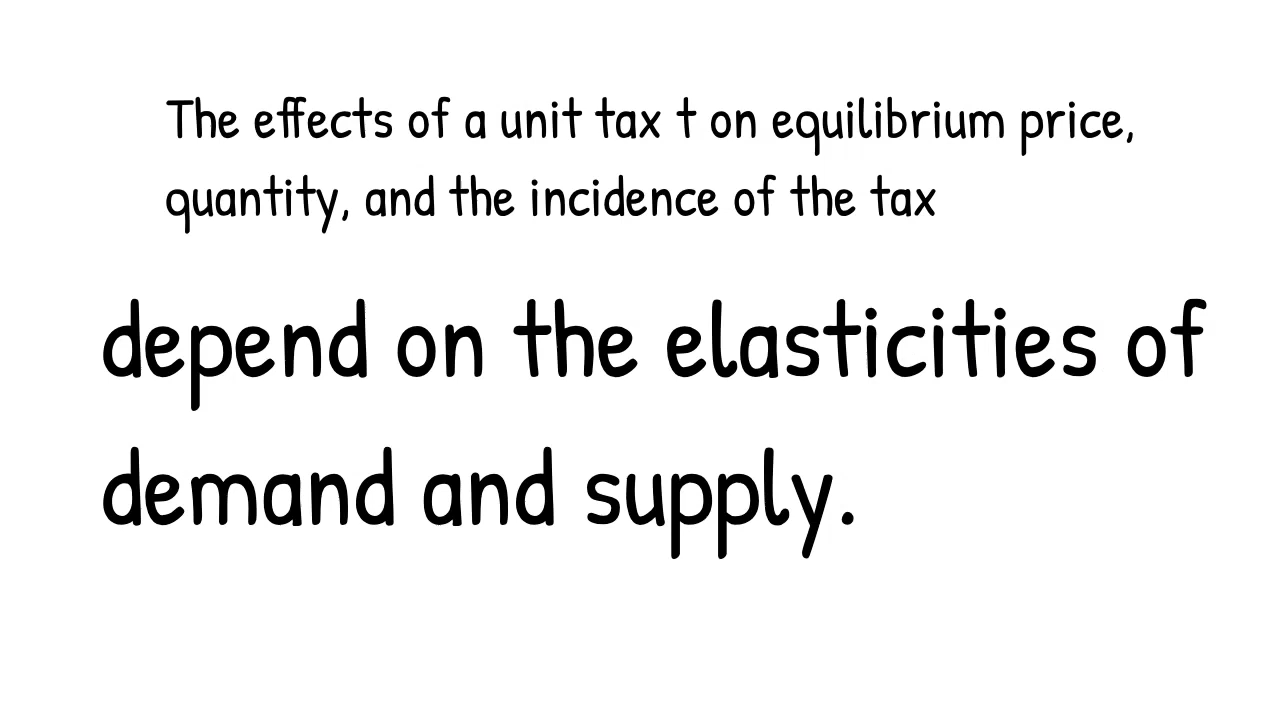 The effects of a unit tax t on equilibrium price,
quantity, and the incidence of the tax
depend on the elasticities of
demand and supply.